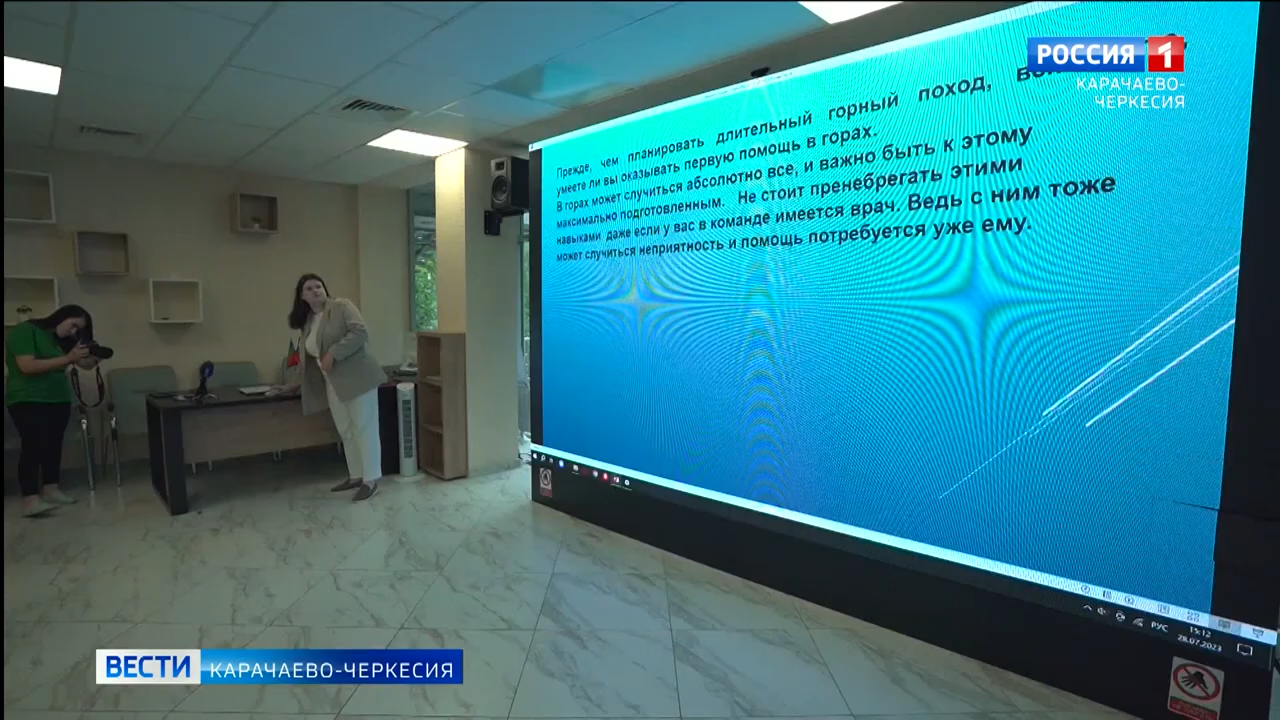 РОССИЯ 1
КАРАЧАЕВО-
ЧЕРКЕСИЯ
Прежде, чем планировать длительный горный поход,
умеете ли вы оказывать первую помощь в горах.
В горах может случиться абсолютно все, и важно быть к этому
максимально подготовленным. Не стоит пренебрегать этими
навыками даже если у вас в команде имеется врач. Ведь с ним тоже
может случиться неприятность и помощь потребуется уже ему.
РУС
15:12
28.07.2023
ВЕСТИ КАРАЧАЕВО-ЧЕРКЕСИЯ